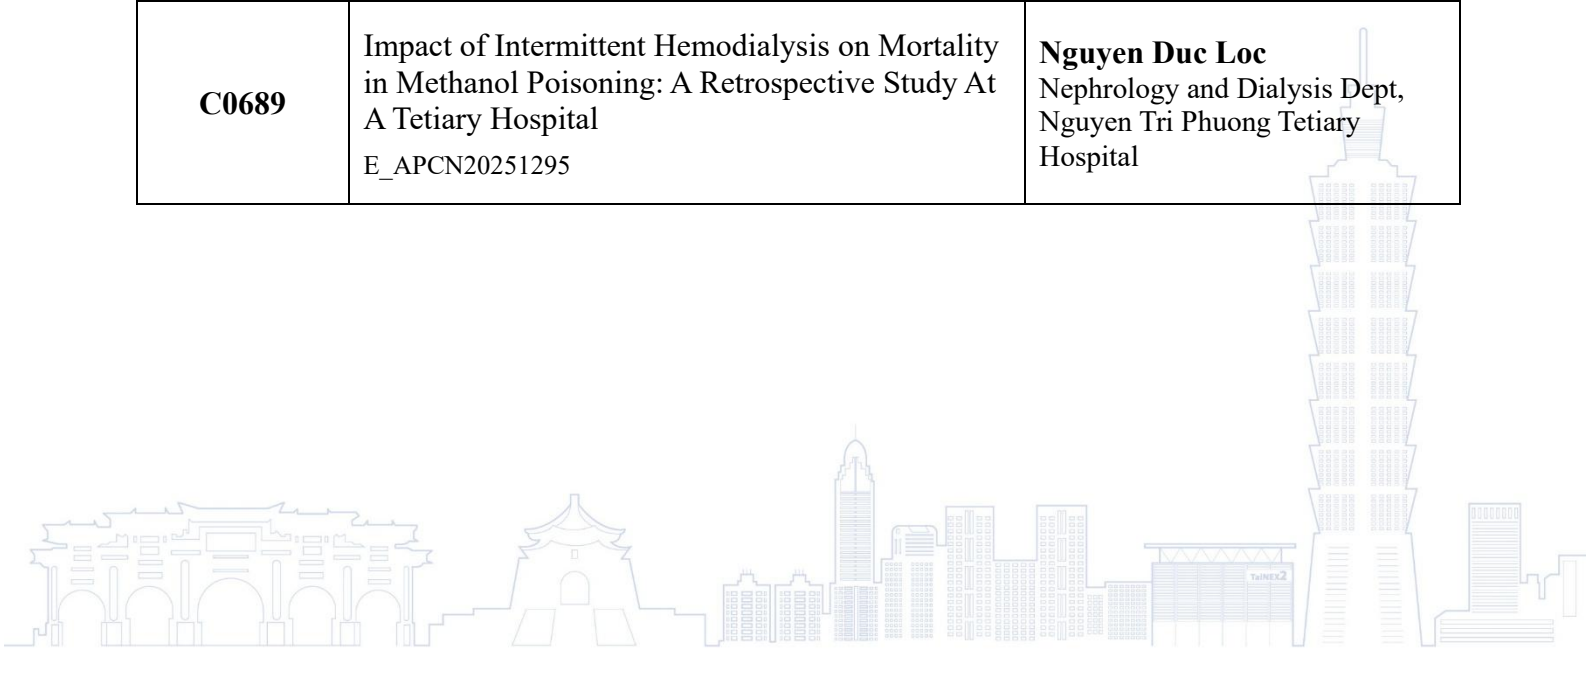 C0689
Impact of Intermittent Hemodialysis on Mortality
in Methanol Poisoning: A Retrospective Study At
A Tetiary Hospital
E_APCN20251295
Nguyen Duc Loc
Nephrology and Dialysis Dept,
Nguyen Tri Phuong Tetiary
Hospital
TaiNEX2